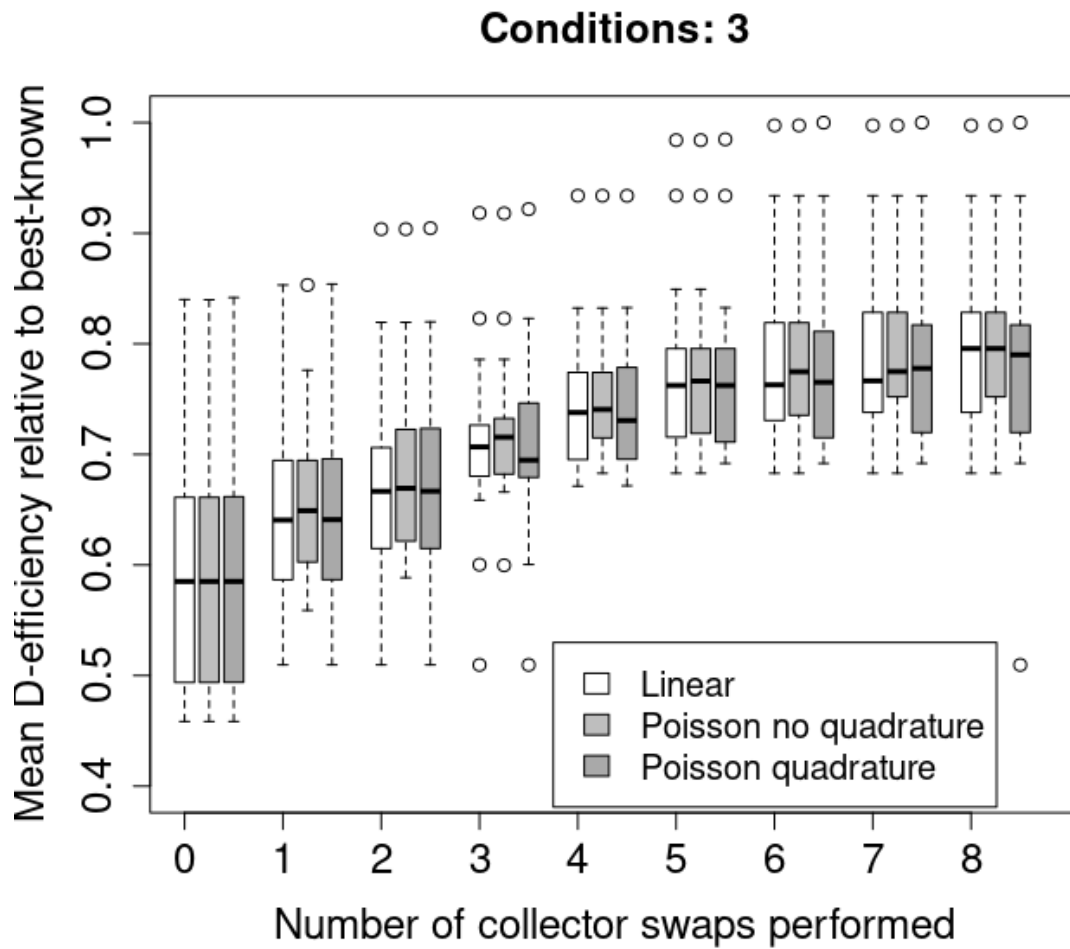 Conditions: 3
Mean D-efficiency relative to best-known
1.0
0.9
0.8
0.7
0.6
0.5
0.4
Linear
Poisson no quadrature
Poisson quadrature
0 1 2 3 4 5 6 7 8
Number of collector swaps performed